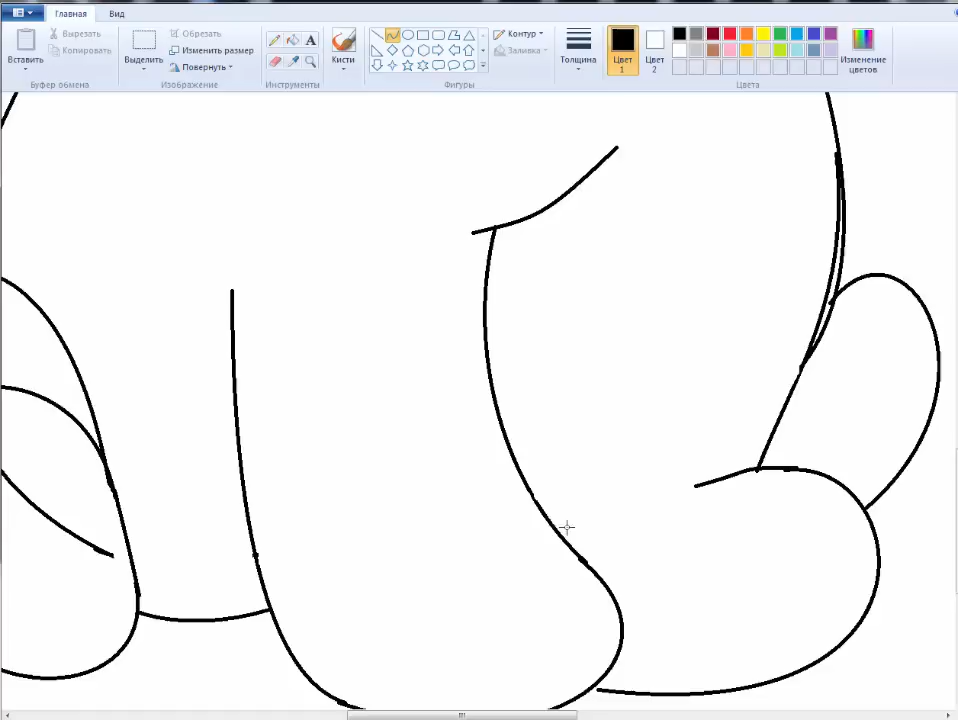 Главная Вид
Вставить
Вырезать
Копировать
Буфер обмена
Выделить
Обрезать
Изменить размер
Повернуть
Изображение
A
Инструменты
Кисти
Контур
Заливка
Фигуры
Толщина
Цвет 1
Цвет 2
Изменение цветов
Цвета